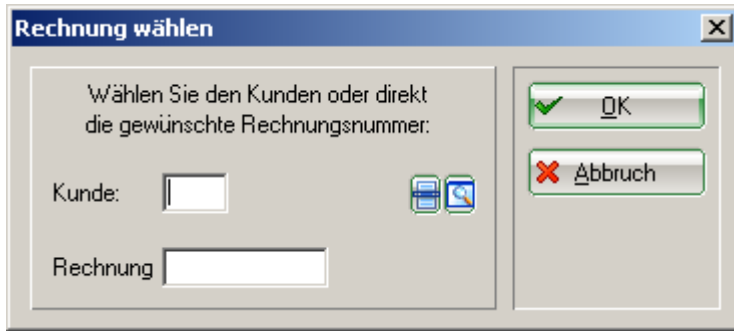 Rechnung wählen
Wählen Sie den Kunden oder direkt
die gewünschte Rechnungsnummer:
Kunde:
Rechnung
OK
Abbruch